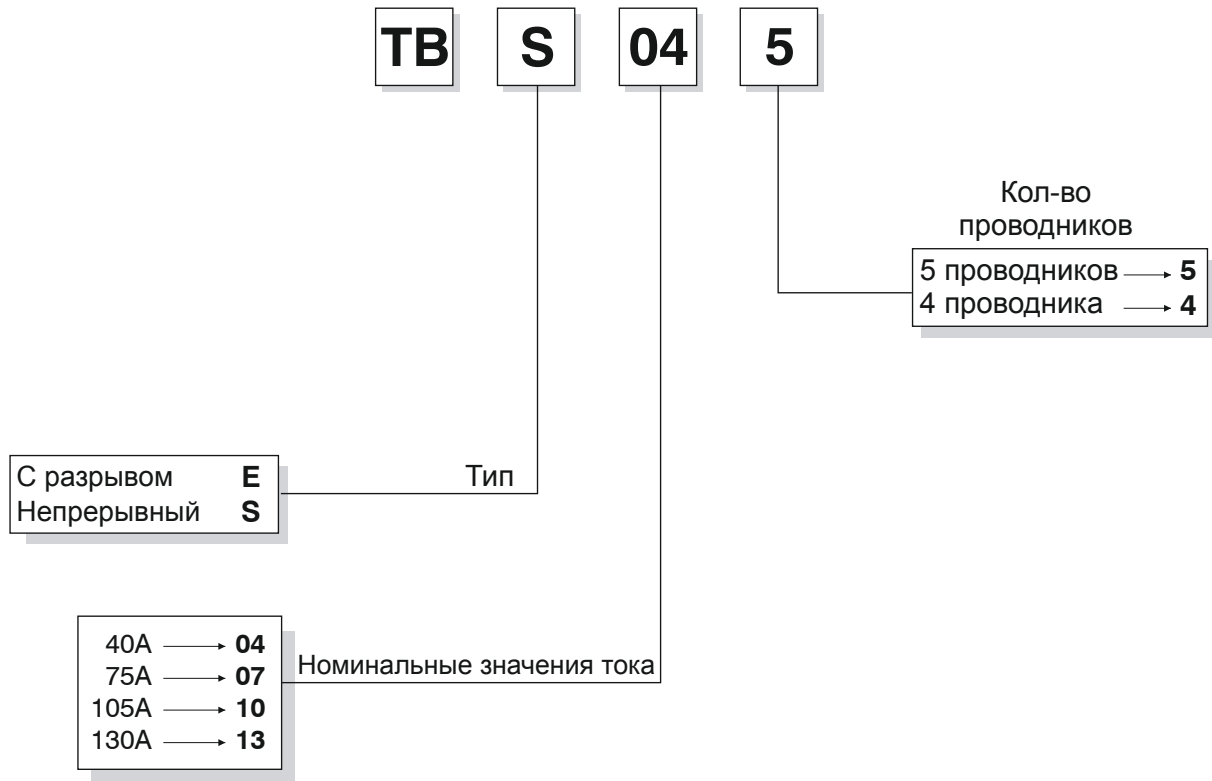 TB S 04 5
Кол-во
проводников
5 проводников → 5
4 проводника → 4
С разрывом E
Непрерывный S
Тип
40A → 04
75A → 07
105A → 10
130A → 13
Номинальные значения тока